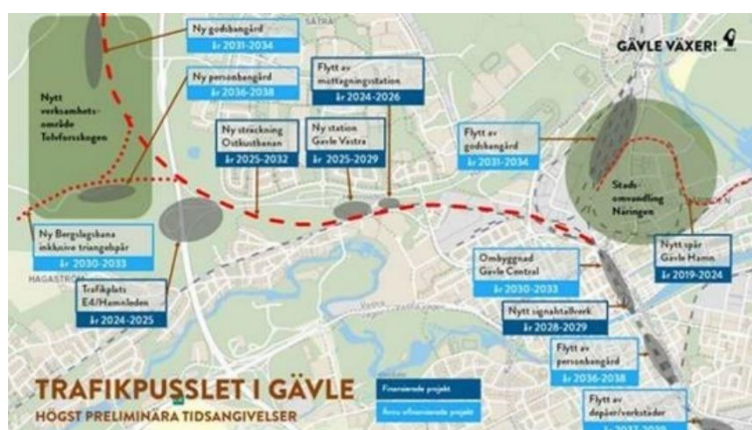 SÄTRA
GÄVLE VÄXER!
Ny godsbangård
år 2031-2034
Ny personbangård
år 2036-2038
Flytt av
mottagningsstation
år 2024-2026
Nytt
verksamhets-
område
Tolvforsskogen
Ny sträckning
Ostkustbanan
år 2025-2032
Ny station
Gävle Västra
år 2025-2029
Flytt av
godsbangård
år 2031-2034
Stads-
omvandling
Näringen
Ny Bergslagsbana
inklusive triangelspår
år 2030-2033
HAGASTRÖM
Trafikplats
E4/Hamnleden
år 2024-2025
Nytt spår
Gävle Hamn
år 2019-2024
Ombyggnad
Gävle Central
år 2030-2033
Nytt signalställverk
år 2028-2029
Flytt av
personbangård
år 2036-2038
Flytt av
depåer/verkstäder
TRAFIKPUSSLET I GÄVLE
HÖGST PRELIMINÄRA TIDSANGIVELSER
Finansierade projekt
Ännu ofinansierade projekt